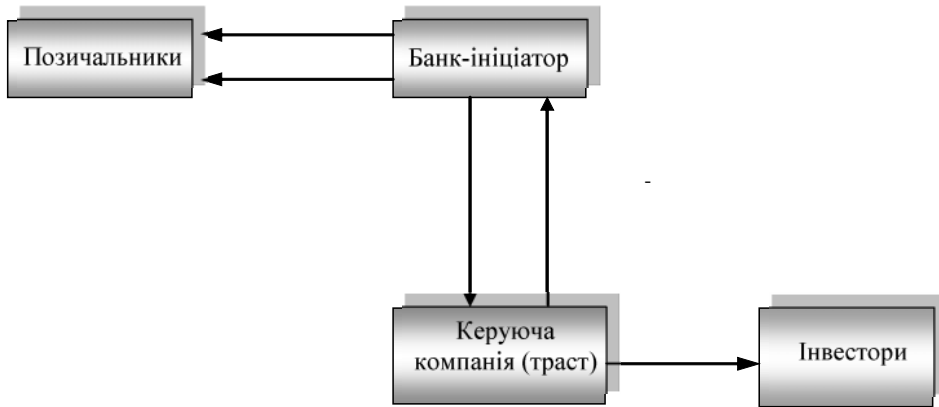 Позичальники
Банк-ініціатор
-
Керуюча
компанія (траст)
Інвестори